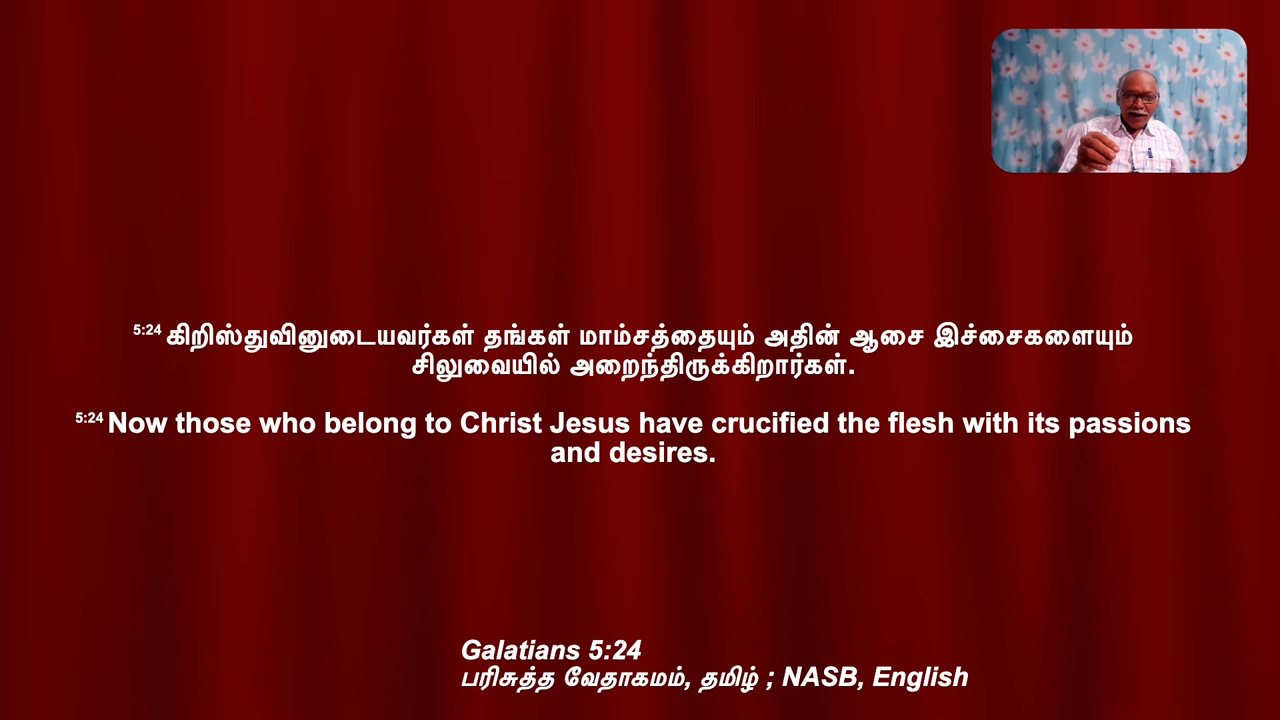 5:24 கிறிஸ்துவினுடையவர்கள் தங்கள் மாம்சத்தையும் அதின் ஆசை இச்சைகளையும்
சிலுவையில் அறைந்திருக்கிறார்கள்.
5:24 Now those who belong to Christ Jesus have crucified the flesh with its passions
and desires.
Galatians 5:24
பரிசுத்த வேதாகமம், தமிழ் ; NASB, English